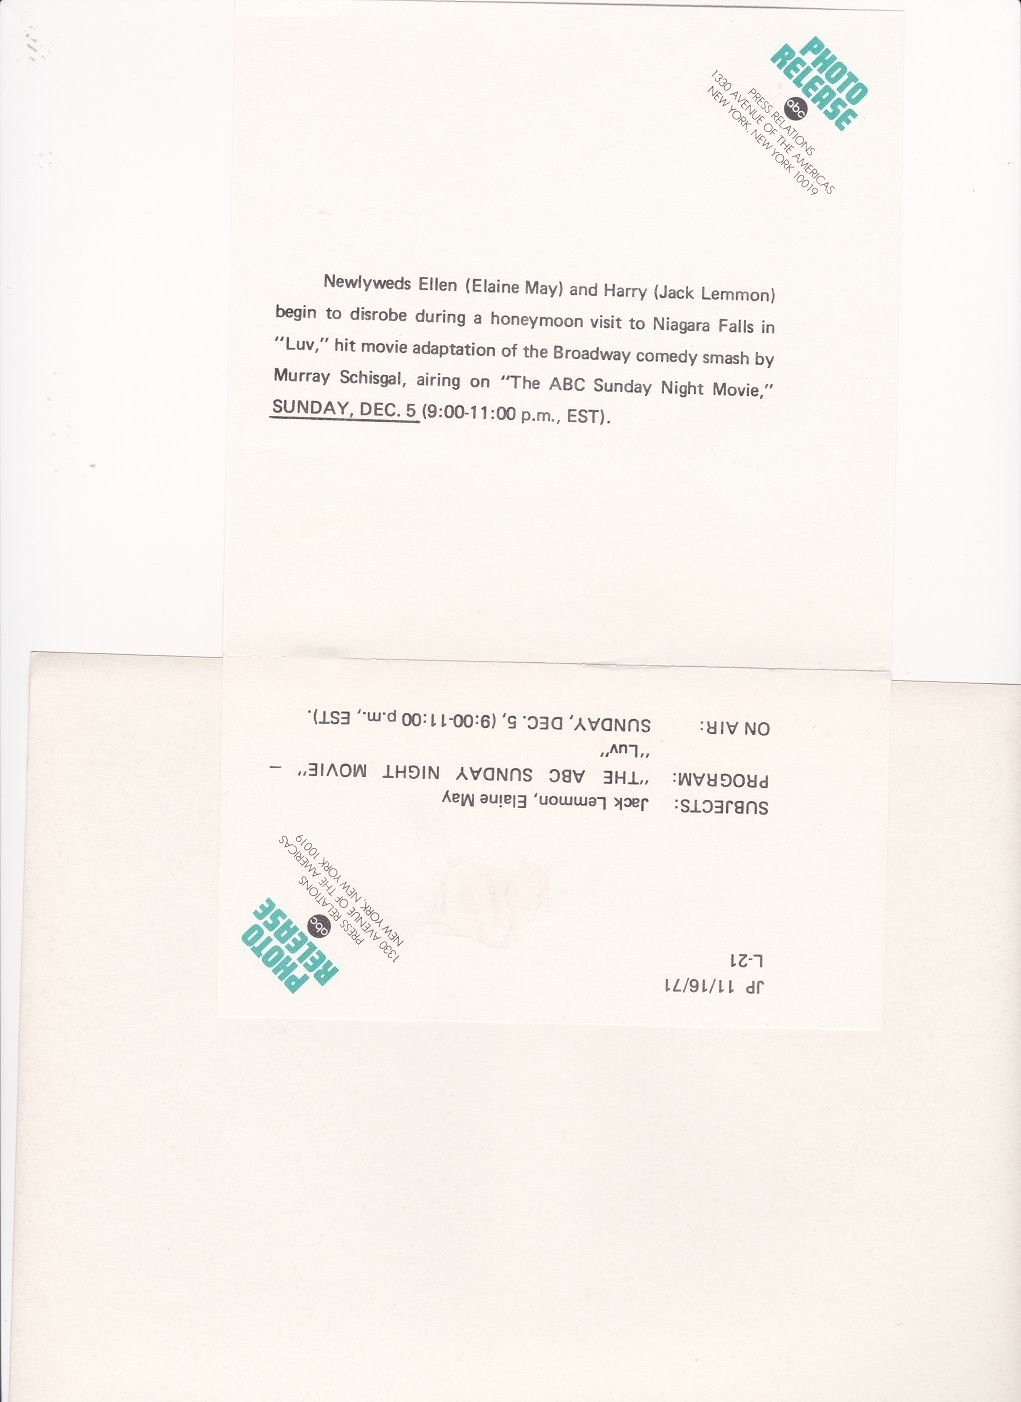 PHOTO
RELEASE
abc
PRESS RELATIONS
1330 AVENUE OF THE AMERICAS
NEW YORK, NEW YORK 10019
Newlyweds Ellen (Elaine May) and Harry (Jack Lemmon)
begin to disrobe during a honeymoon visit to Niagara Falls in
"Luv," hit movie adaptation of the Broadway comedy smash by
Murray Schisgal, airing on "The ABC Sunday Night Movie,"
SUNDAY, DEC. 5 (9:00-11:00 p.m., EST).
JP 11/16/71
L-21
PHOTO
RELEASE
abc
PRESS RELATIONS
1330 AVENUE OF THE AMERICAS
NEW YORK, NEW YORK 10019
SUBJECTS: Jack Lemmon, Elaine May
PROGRAM: "THE ABC SUNDAY NIGHT MOVIE" –
"Luv"
ON AIR: SUNDAY, DEC. 5, (9:00-11:00 p.m., EST).